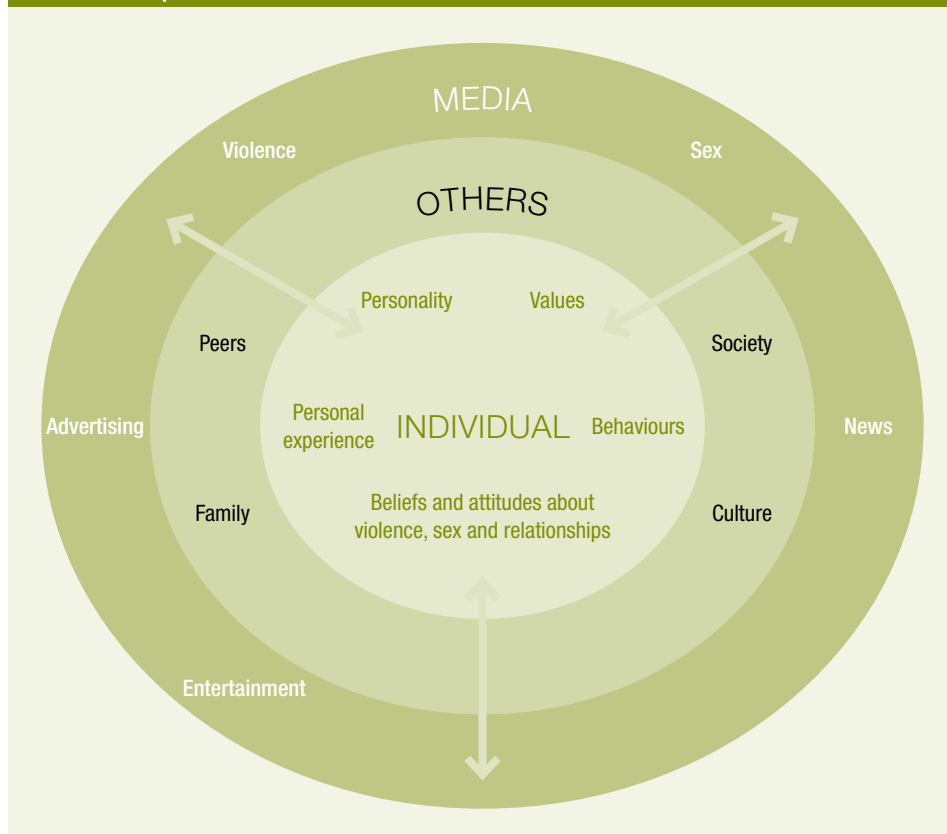 MEDIA
Violence
Sex
OTHERS
Personality
Values
Peers
Society
Advertising
Personal
experience
INDIVIDUAL
Behaviours
News
Beliefs and attitudes about
violence, sex and relationships
Family
Culture
Entertainment